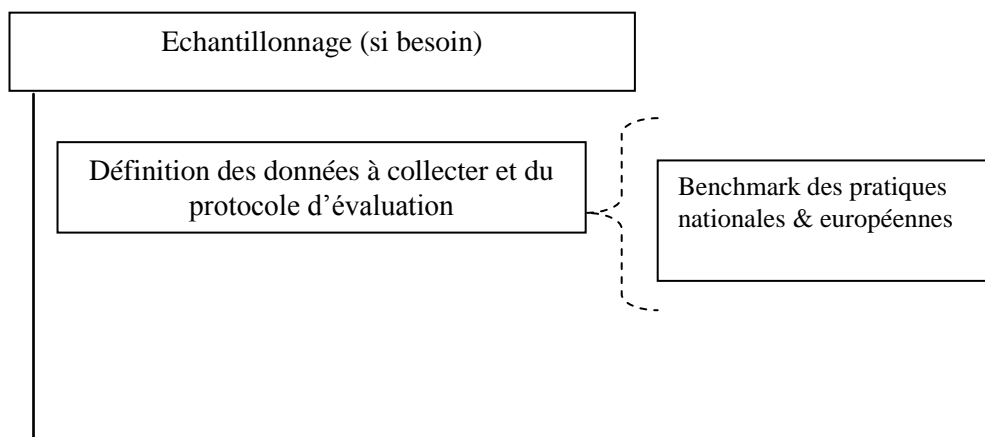 Echantillonnage (si besoin)
Définition des données à collecter et du
protocole d’évaluation
Benchmark des pratiques
nationales & européennes